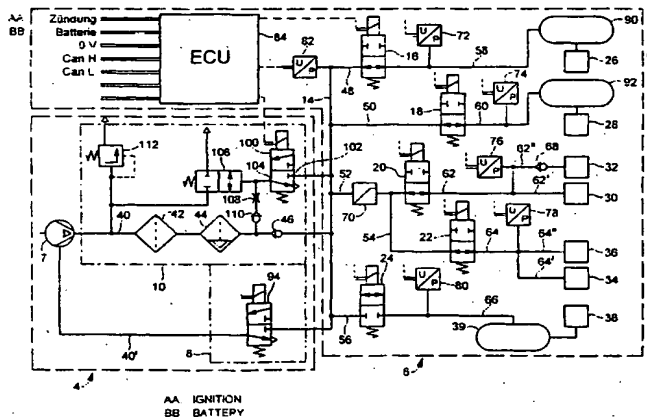 AA Zündung
BB Batterie
0 V
Can H
Can L
ECU
84
82
U
P
16
U
P
72
58
90
26
14
48
74
U
P
92
50
18
60
28
112
100
106
104
102
76
U
P
62"
68
32
20
52
62
62'
30
108
110
70
78
U
P
40
42
44
46
54
22
64
64"
36
7
10
94
24
64'
34
80
U
P
66
38
56
39
40'
8
4
6
AA IGNITION
BB BATTERY